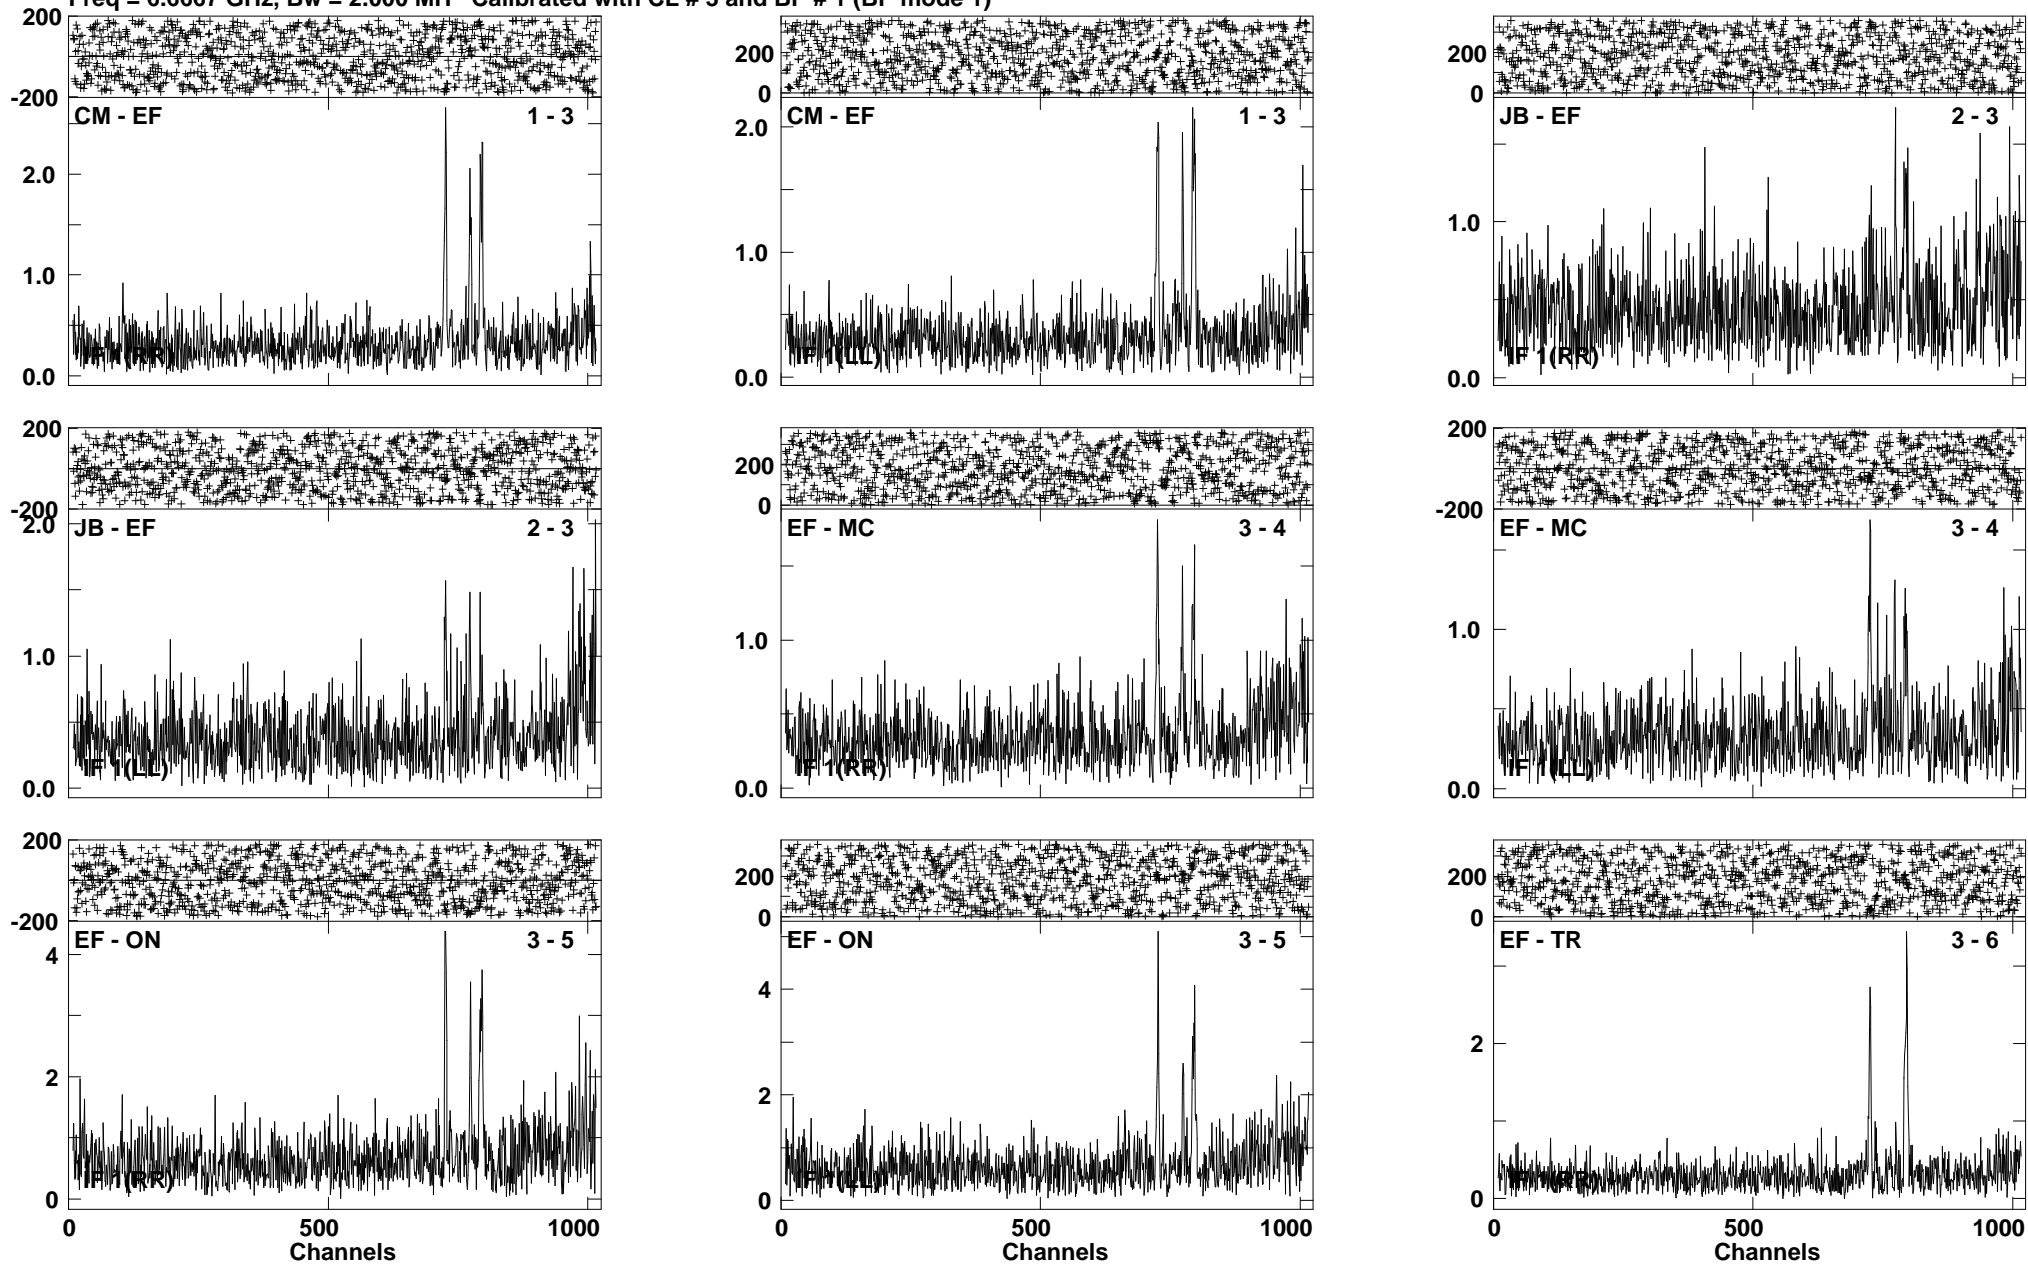 Freq = 6.6667 GHz, Bw = 2.000 MH Calibrated with CL # 3 and BP # 1 (BP mode 1)
200
-200
CM - EF 1 - 3
2.0
1.0
0.0
IF 1(RR)
200
0
CM - EF 1 - 3
2.0
1.0
0.0
IF 1(LL)
200
0
JB - EF 2 - 3
1.0
0.0
IF 1(RR)
200
-200
2.0
JB - EF 2 - 3
1.0
0.0
IF 1(LL)
200
0
EF - MC 3 - 4
1.0
0.0
IF 1(RR)
200
-200
EF - MC 3 - 4
1.0
0.0
IF 1(LL)
200
-200
EF - ON 3 - 5
4
2
0
IF 1(RR)
0 500 1000
Channels
200
0
EF - ON 3 - 5
4
2
0
IF 1(LL)
0 500 1000
Channels
200
0
EF - TR 3 - 6
2
0
IF 1(RR)
0 500 1000
Channels